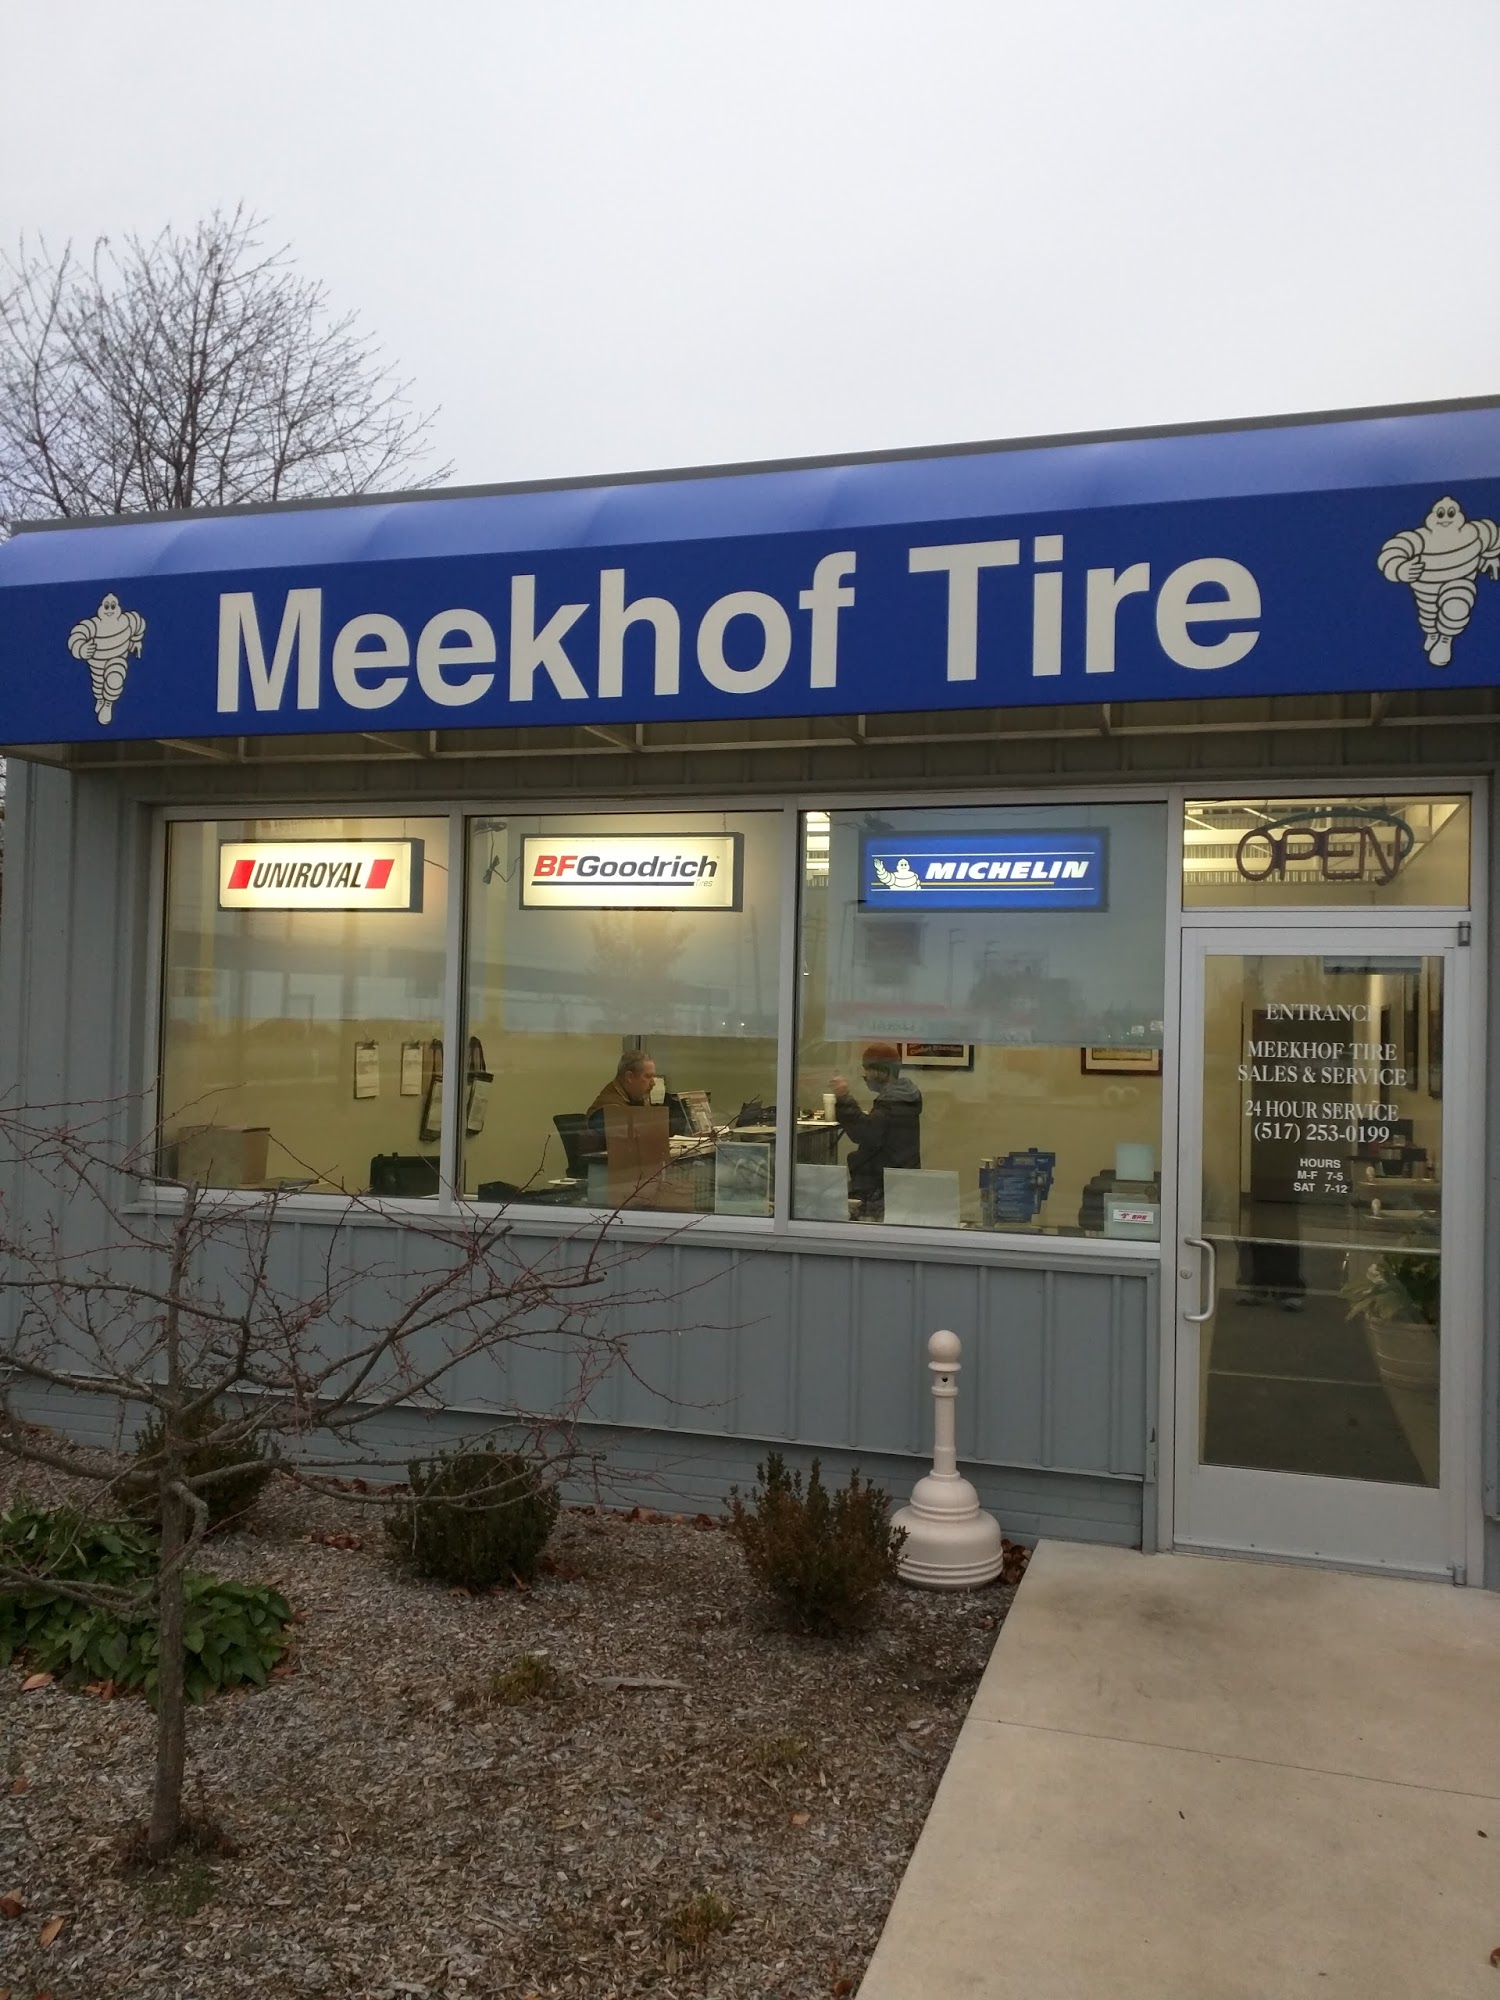 Meekhof Tire
UNIROYAL
BFGoodrich
Tires
MICHELIN
OPEN
ENTRANCE
MEEKHOF TIRE
SALES & SERVICE
24 HOUR SERVICE
(517) 253-0199
HOURS
M-F 7-5
SAT 7-12